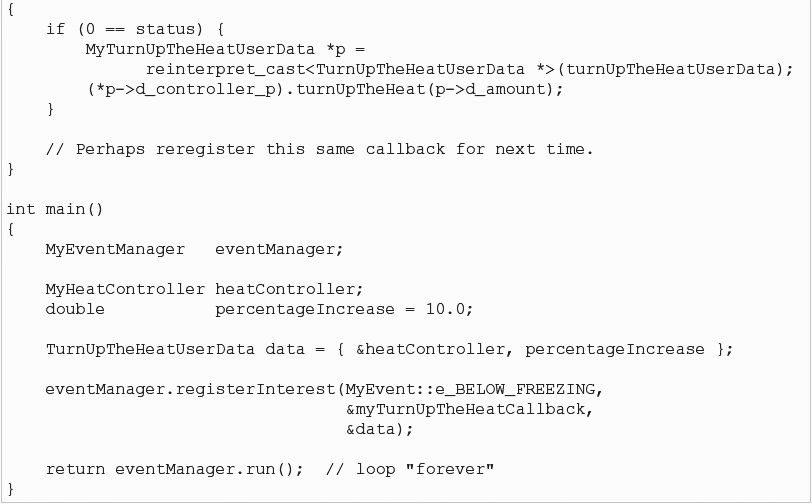 {
    if (0 == status) {
        MyTurnUpTheHeatUserData *p =
              reinterpret_cast<TurnUpTheHeatUserData *>(turnUpTheHeatUserData);
        (*p->d_controller_p).turnUpTheHeat(p->d_amount);
    }

    // Perhaps reregister this same callback for next time.
}

int main()
{
    MyEventManager   eventManager;

    MyHeatController heatController;
    double           percentageIncrease = 10.0;

    TurnUpTheHeatUserData data = { &heatController, percentageIncrease };

    eventManager.registerInterest(MyEvent::e_BELOW_FREEZING,
                                  &myTurnUpTheHeatCallback,
                                  &data);

    return eventManager.run();  // loop "forever"
}